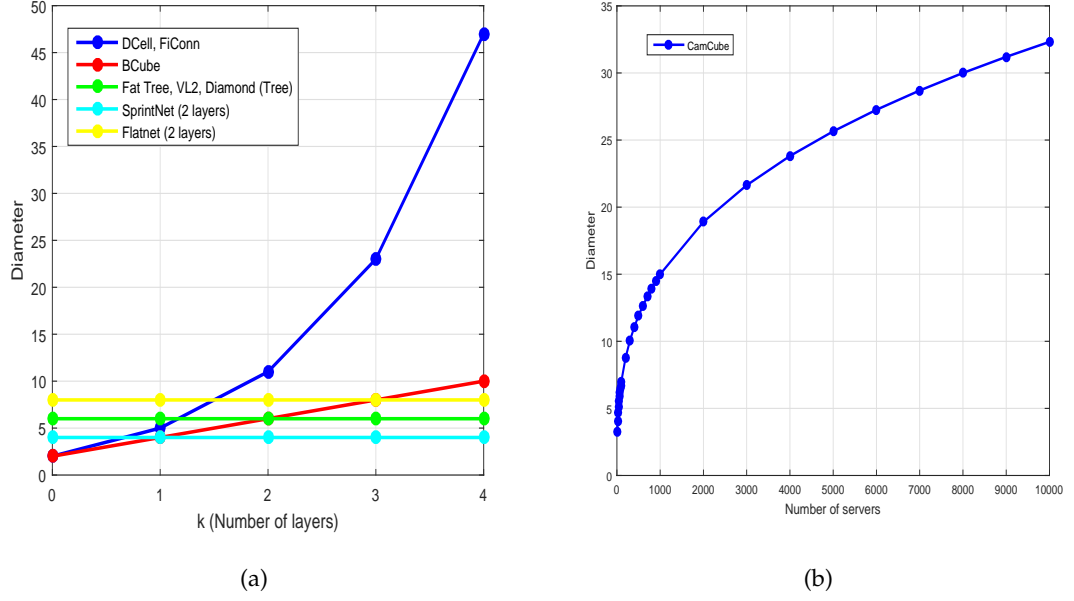 50
45
40
35
30
25
20
15
10
5
0
Diameter
DCell, FiConn
BCube
Fat Tree, VL2, Diamond (Tree)
SprintNet (2 layers)
Flatnet (2 layers)
0 1 2 3 4
k (Number of layers)
(a)
35
30
25
20
15
10
5
0
Diameter
CamCube
0 1000 2000 3000 4000 5000 6000 7000 8000 9000 10000
Number of servers
(b)